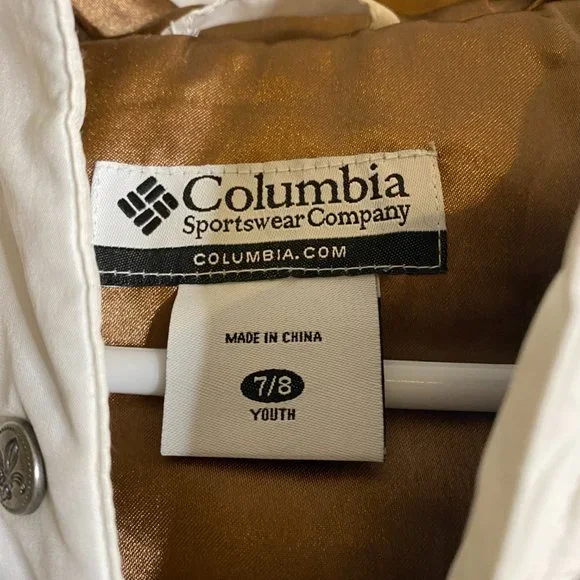 Columbia
Sportswear Company
COLUMBIA.COM
MADE IN CHINA
7/8
YOUTH